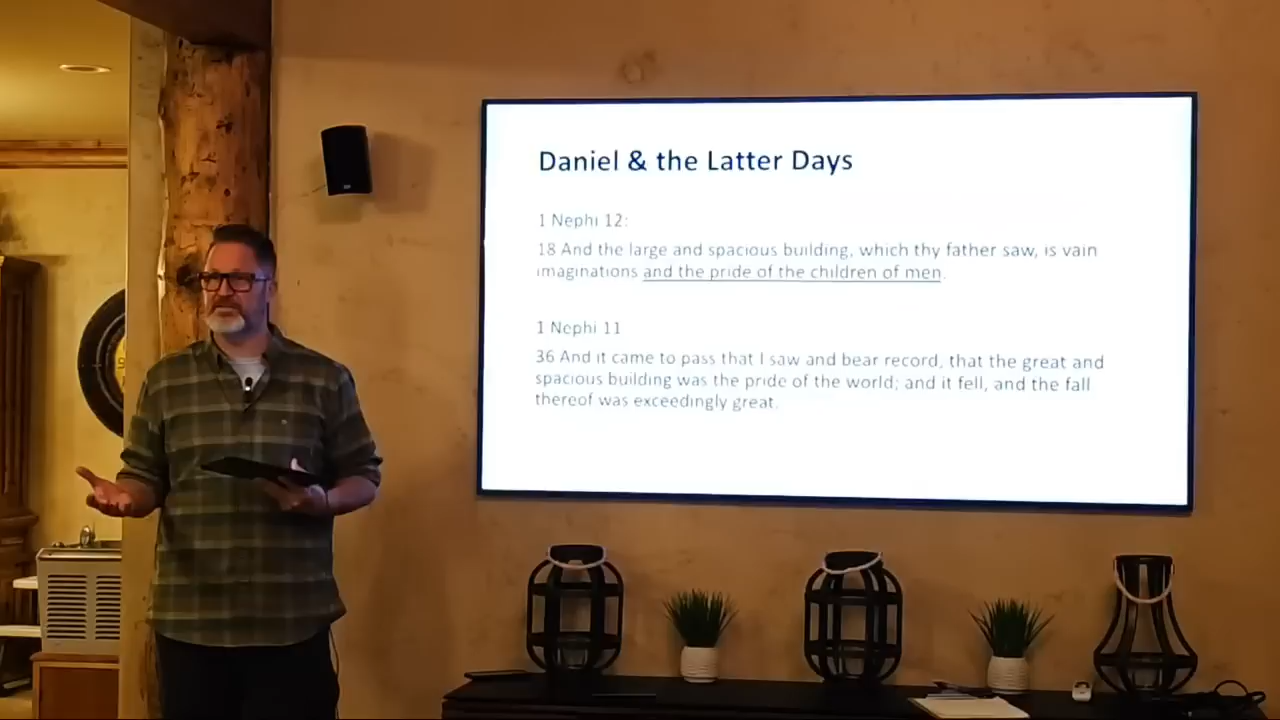 Daniel & the Latter Days
1 Nephi 12:
18 And the large and spacious building, which thy father saw, is vain
imaginations and the pride of the children of men.
1 Nephi 11
36 And it came to pass that I saw and bear record, that the great and
spacious building was the pride of the world; and it fell, and the fall
thereof was exceedingly great.